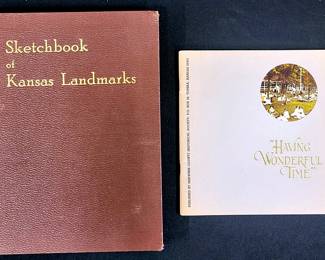 Sketchbook
of
Kansas Landmarks
"HAVING
WONDERFUL
TIME"